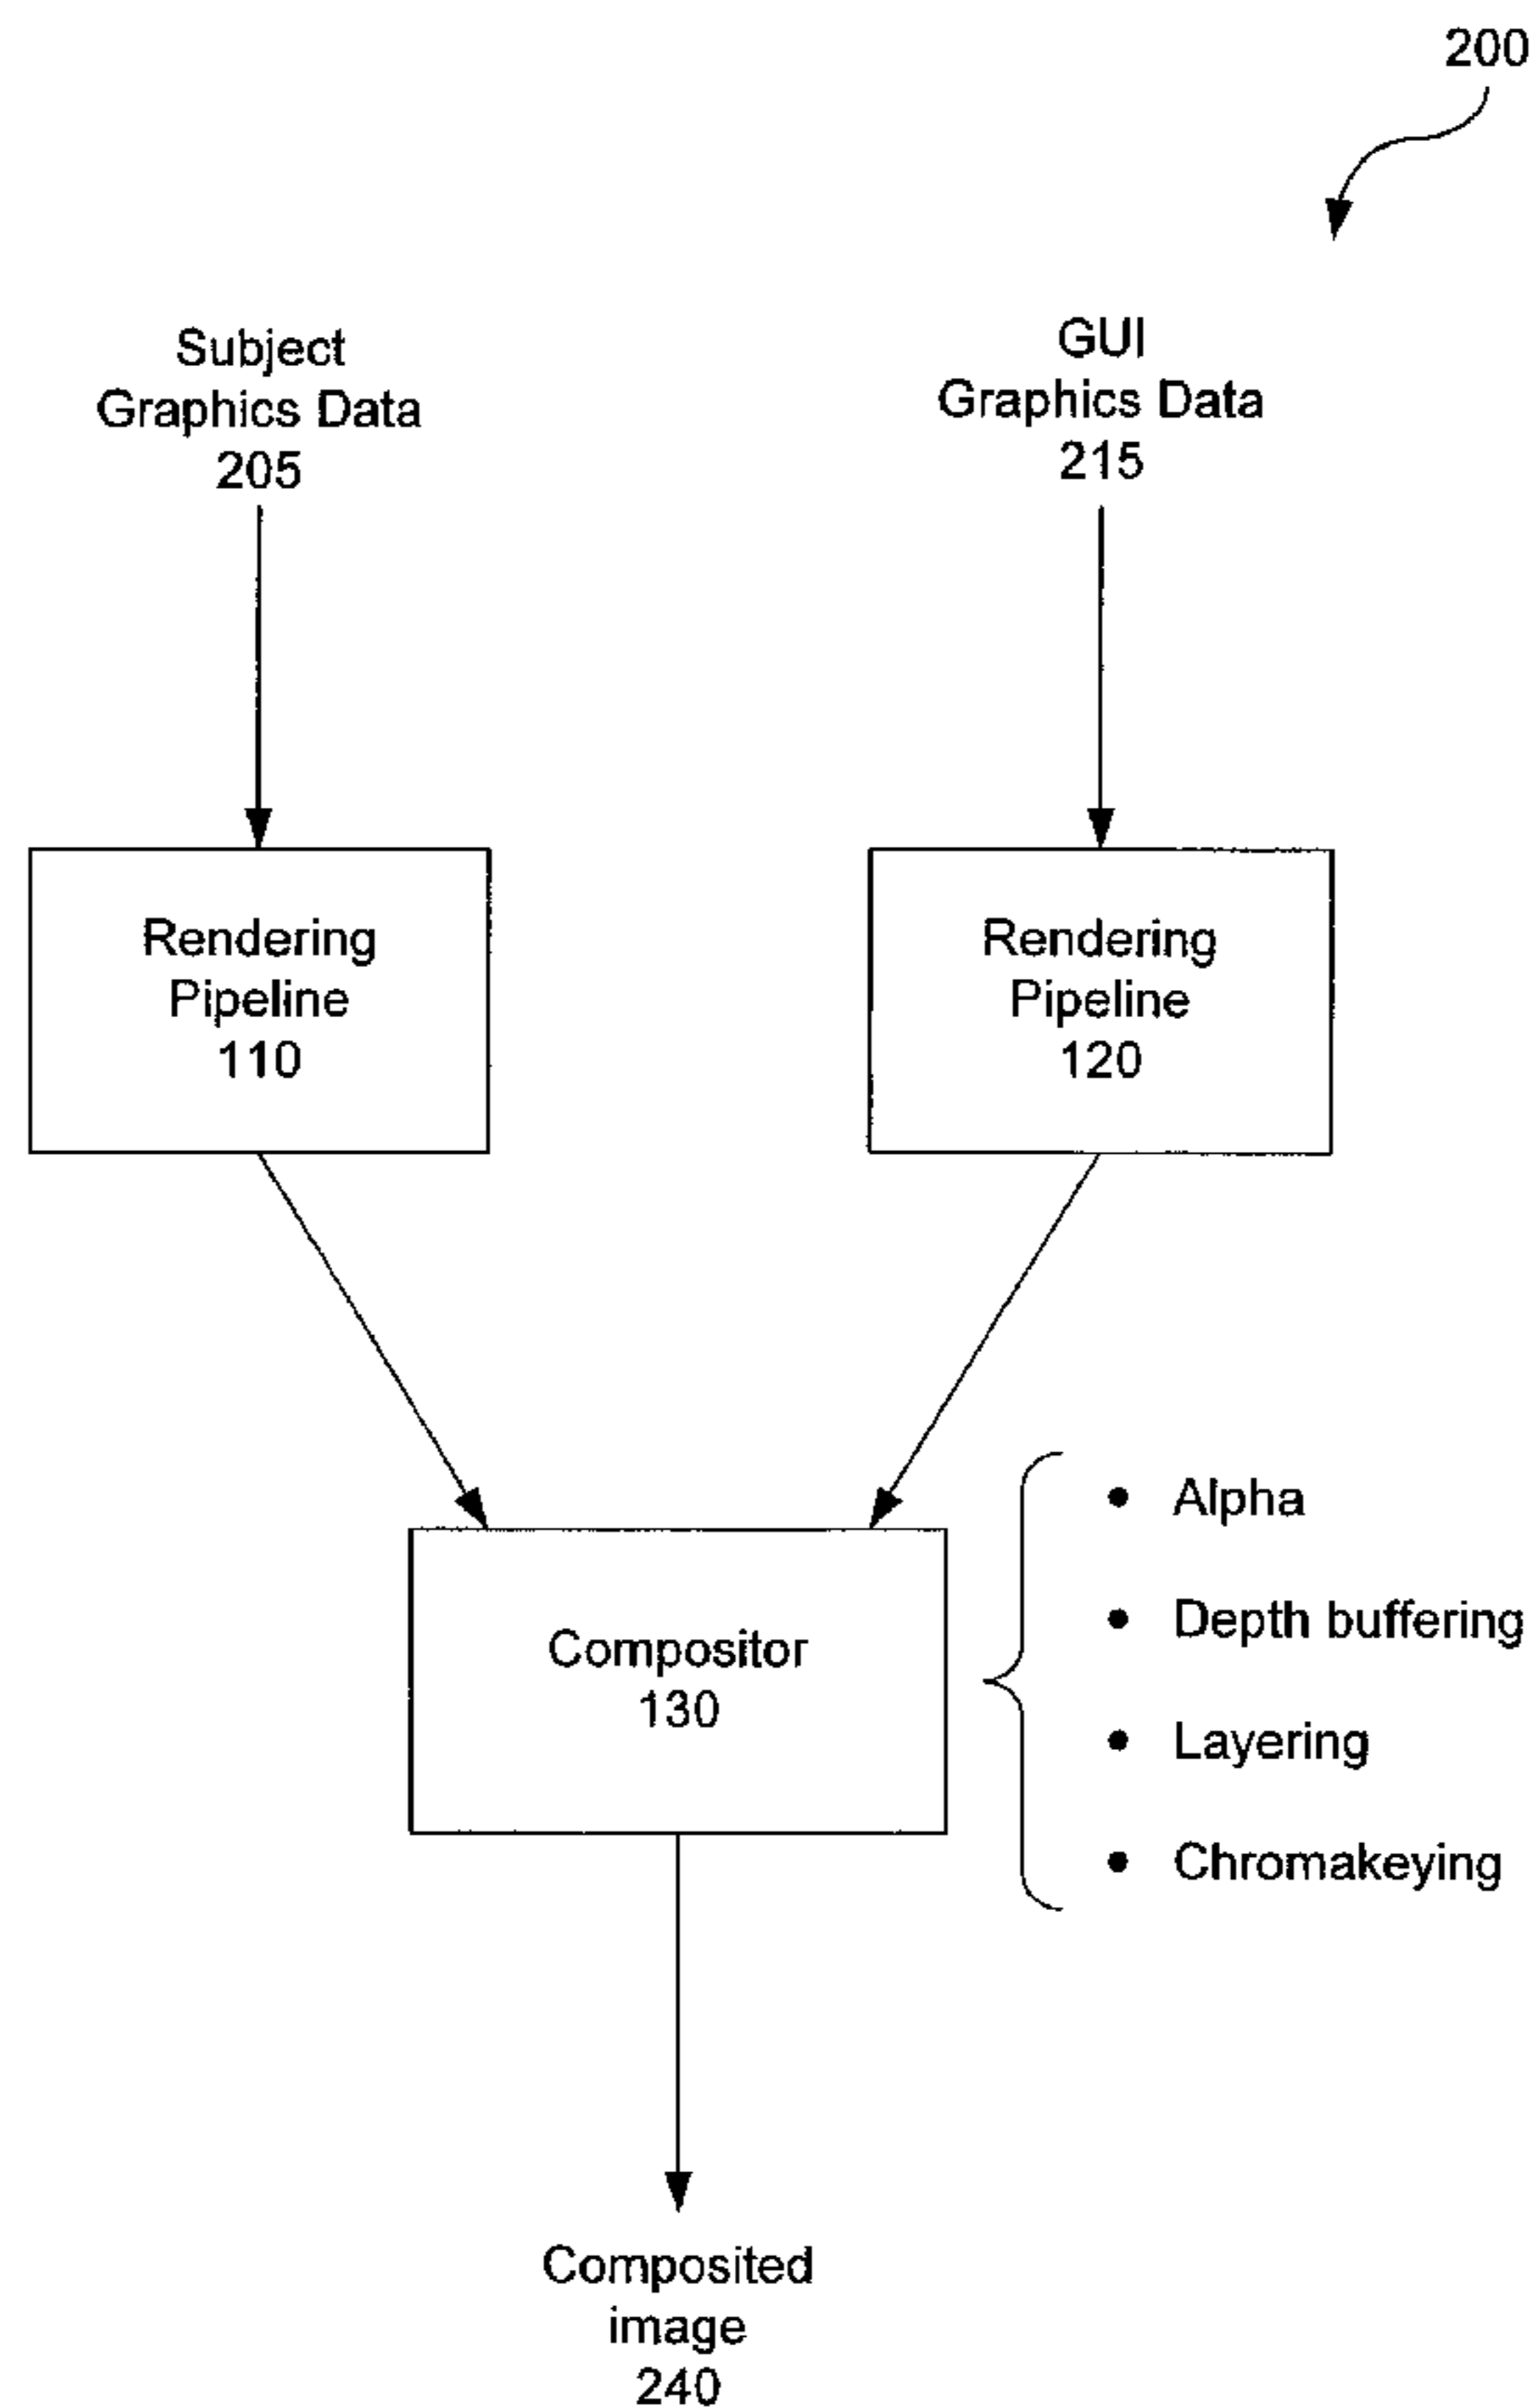 200
Subject
Graphics Data
205
GUI
Graphics Data
215
Rendering
Pipeline
110
Rendering
Pipeline
120
Compositor
130
• Alpha
• Depth buffering
• Layering
• Chromakeying
Composited
image
240